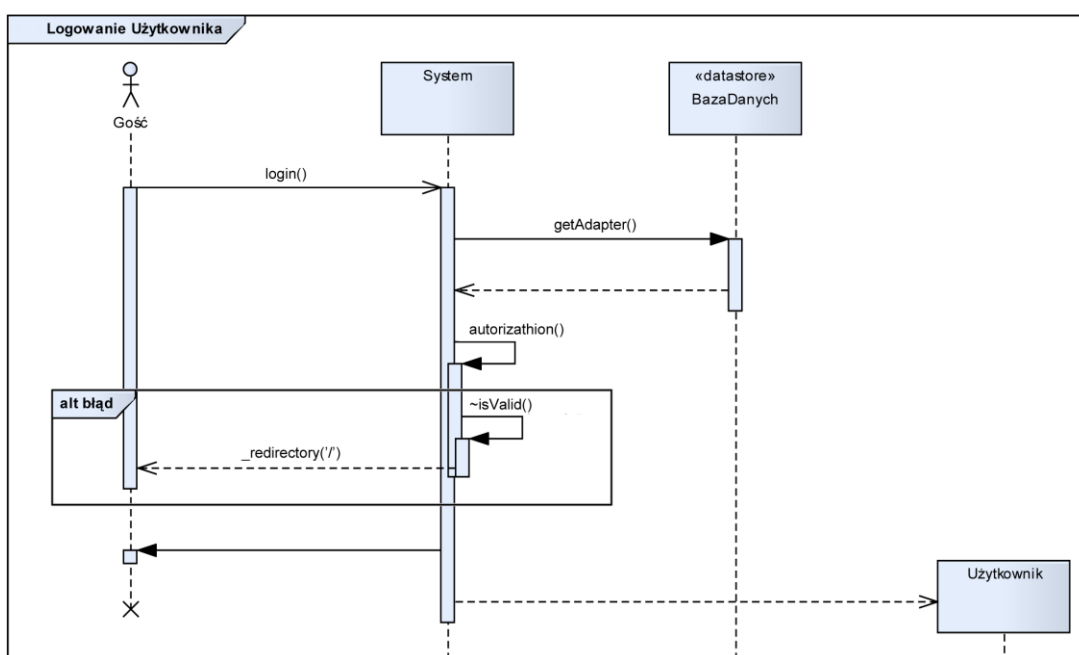 Logowanie Użytkownika
Gość
System
«datastore»
BazaDanych
login()
getAdapter()
autorizathion()
alt błąd
~isValid()
_redirectory('/')
Użytkownik